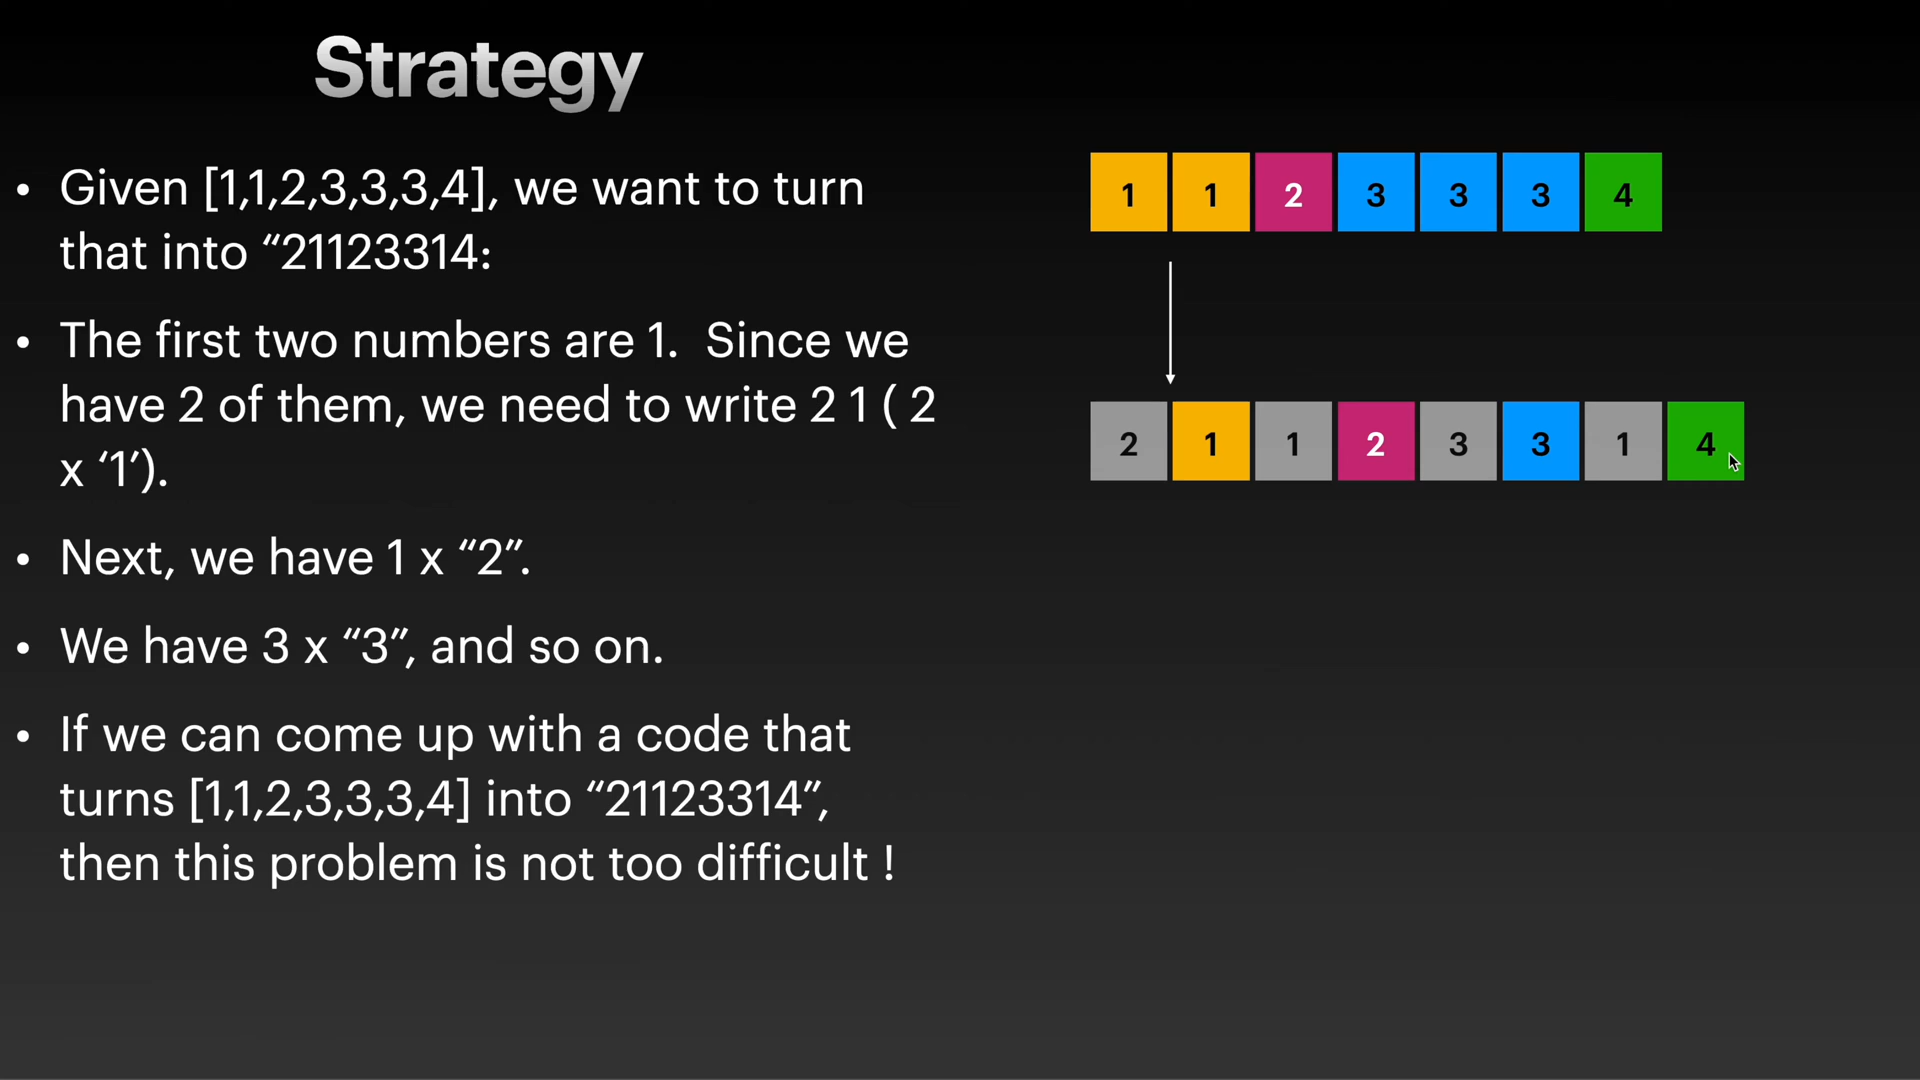 Strategy
• Given [1,1,2,3,3,3,4], we want to turn
that into “21123314:
• The first two numbers are 1.  Since we
have 2 of them, we need to write 2 1 ( 2
x ‘1’).
• Next, we have 1 x “2”.
• We have 3 x “3”, and so on.
• If we can come up with a code that
turns [1,1,2,3,3,3,4] into “21123314”,
then this problem is not too difficult !
1 1 2 3 3 3 4
2 1 1 2 3 3 1 4